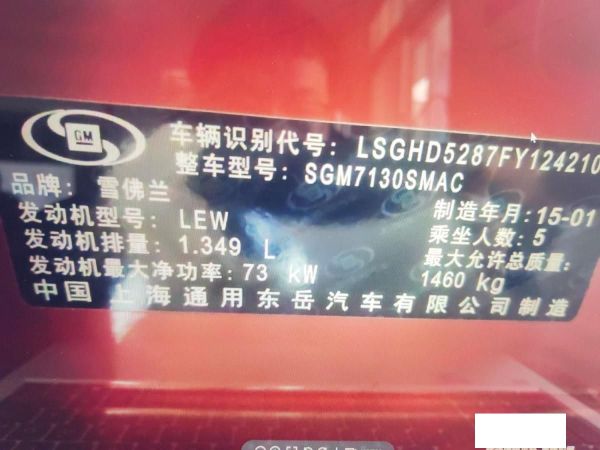 GM
车辆识别代号: LSGHD5287FY124210
整车型号: SGM7130SMAC
品牌: 雪佛兰
制造年月: 15-01
发动机型号: LEW
乘坐人数: 5
发动机排量: 1.349 L
最大允许总质量:
发动机最大净功率: 73 kW
1460 kg
中国 上海通用东岳汽车有限公司制造